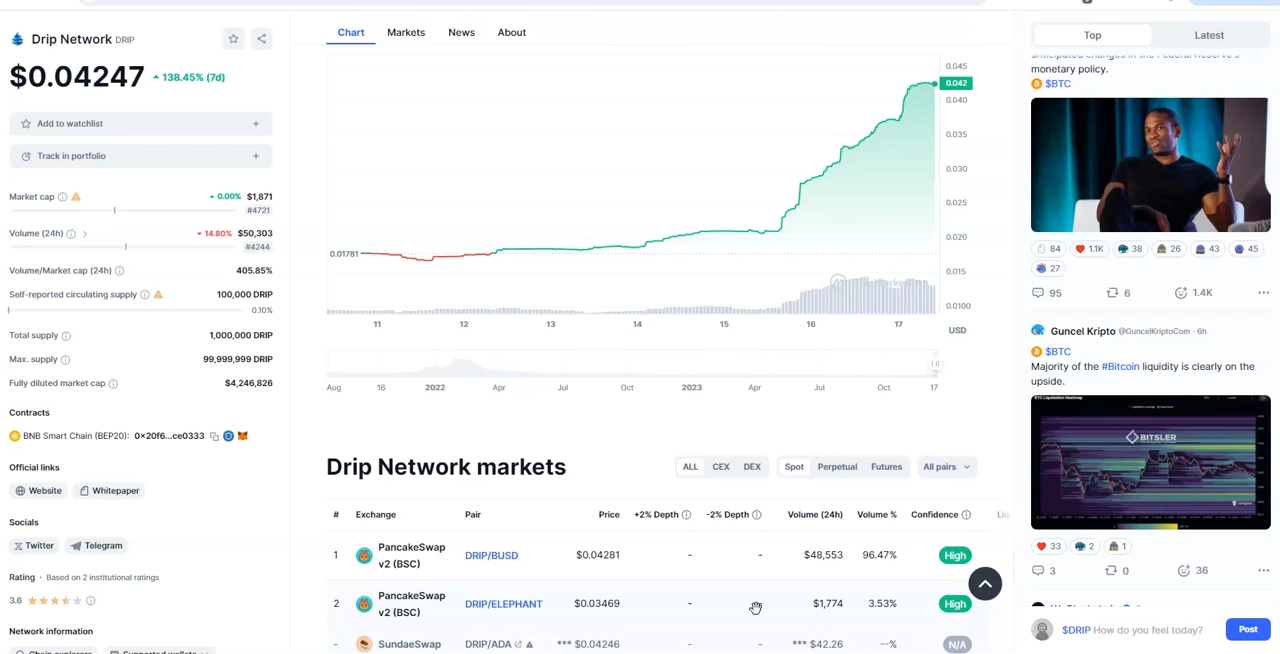 Drip Network DRIP
$0.04247 138.45% (7d)
Add to watchlist +
Track in portfolio +
Market cap 0.00% $1,871
#4721
Volume (24h) 14.80% $50,303
#4244
Volume/Market cap (24h) 405.85%
Self-reported circulating supply 100,000 DRIP
0.10%
Total supply 1,000,000 DRIP
Max. supply 99,999,999 DRIP
Fully diluted market cap $4,246,826
Contracts
BNB Smart Chain (BEP20): 0x20f6...ce0333
Official links
Website Whitepaper
Socials
Twitter Telegram
Rating · Based on 2 institutional ratings
3.6
Network information
Chain explorers Supported wallets
Chart Markets News About
0.045
0.042
0.040
0.035
0.030
0.025
0.020
0.01781
0.015
0.0100
11 12 13 14 15 16 17 USD
Aug 16 2022 Apr Jul Oct 2023 Apr Jul Oct 17
Drip Network markets
ALL CEX DEX Spot Perpetual Futures All pairs
# Exchange Pair Price +2% Depth -2% Depth Volume (24h) Volume % Confidence
1 PancakeSwap v2 (BSC) DRIP/BUSD $0.04281 - - $48,553 96.47% High
2 PancakeSwap v2 (BSC) DRIP/ELEPHANT $0.03469 - - $1,774 3.53% High
- SundaeSwap DRIP/ADA *** $0.04246 - - *** $42.26 --% N/A
Top Latest
anticipated changes in the Federal Reserve's
monetary policy.
$BTC
84 1.1K 38 26 43 45
27
95 6 1.4K
Guncel Kripto @GuncelKriptoCom · 6h
$BTC
Majority of the #Bitcoin liquidity is clearly on the
upside.
BITSLER
33 2 1
3 0 36
$DRIP How do you feel today? Post